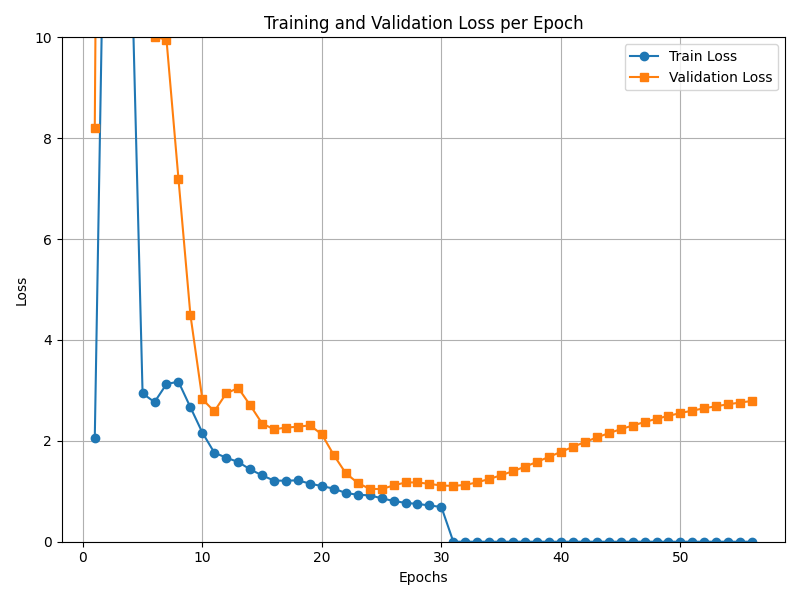 Training and Validation Loss per Epoch
Train Loss
Validation Loss
10
8
6
4
2
0
Loss
0 10 20 30 40 50
Epochs